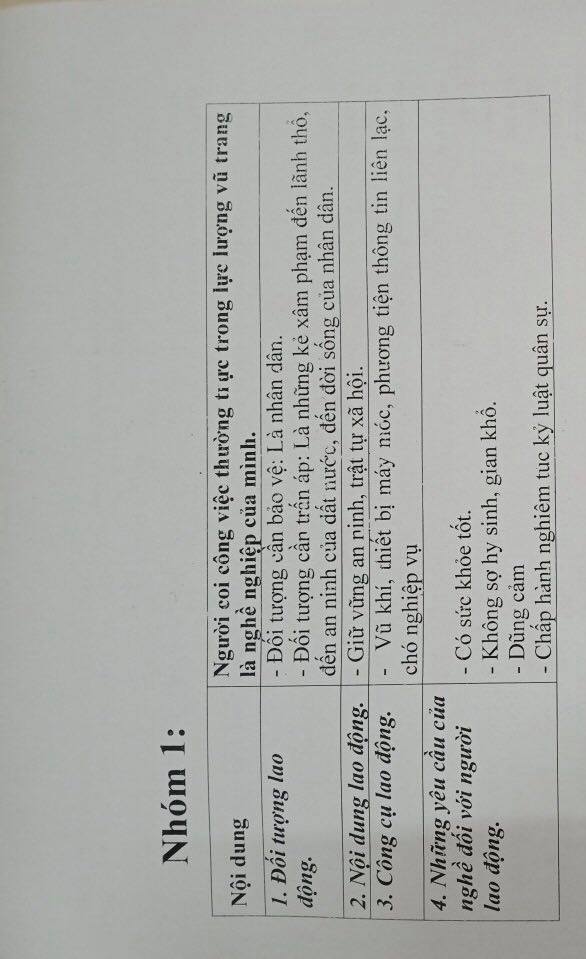 Nhóm 1:
Nội dung
Người coi công việc thường trực trong lực lượng vũ trang
là nghề nghiệp của mình.
1. Đối tượng lao
động.
- Đối tượng cần bảo vệ: Là nhân dân.
- Đối tượng cần trấn áp: Là những kẻ xâm phạm đến lãnh thổ,
đến an ninh của đất nước, đến đời sống của nhân dân.
2. Nội dung lao động.
- Giữ vững an ninh, trật tự xã hội.
3. Công cụ lao động.
- Vũ khí, thiết bị máy móc, phương tiện thông tin liên lạc,
chó nghiệp vụ
4. Những yêu cầu của
nghề đối với người
lao động.
- Có sức khỏe tốt.
- Không sợ hy sinh, gian khổ.
- Dũng cảm
- Chấp hành nghiêm túc kỷ luật quân sự.